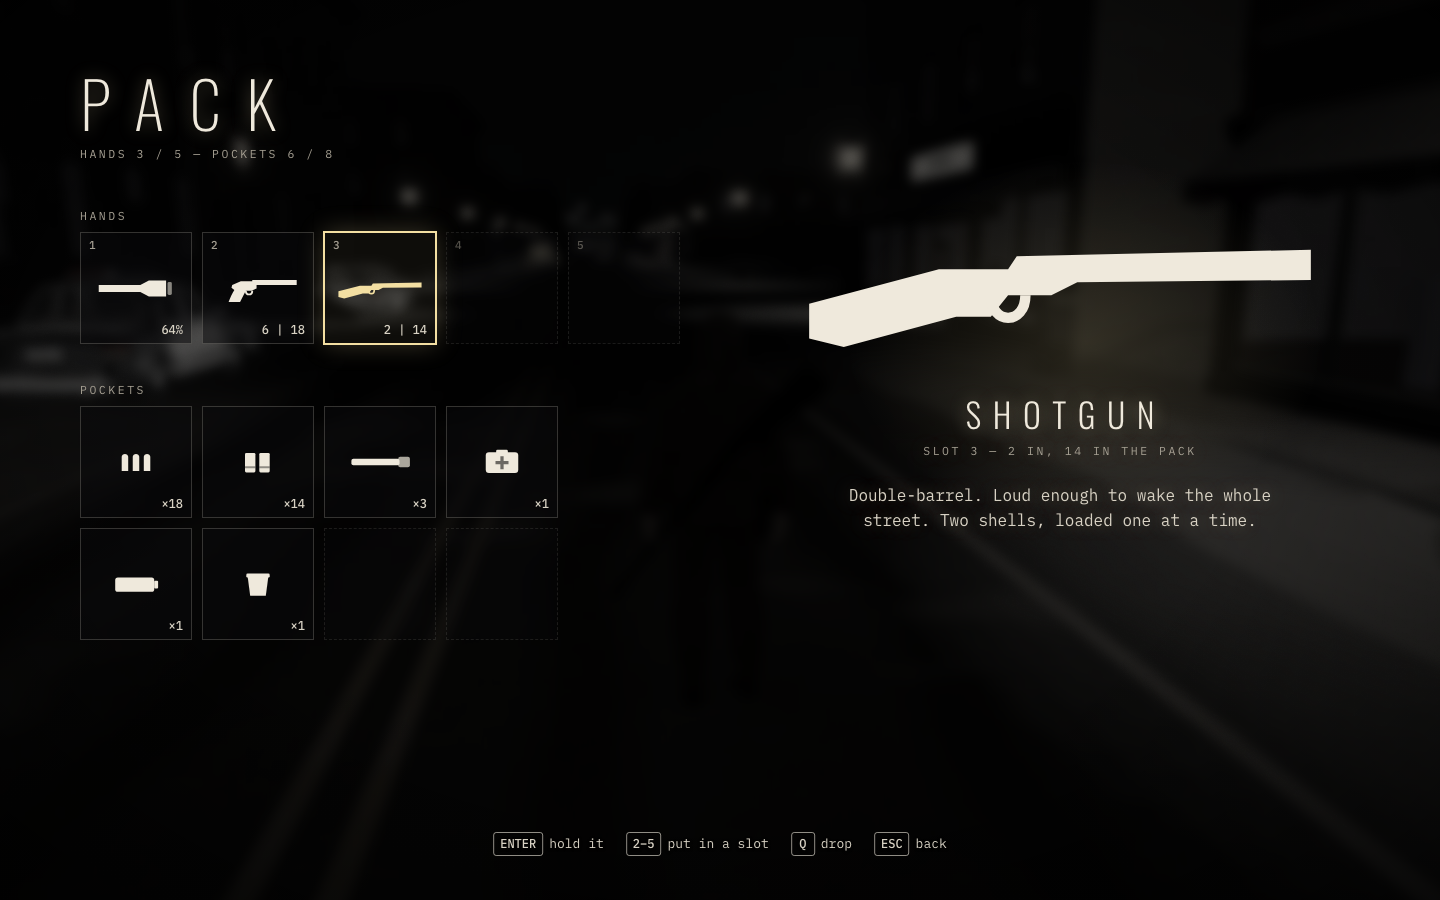 PACK
HANDS 3 / 5 — POCKETS 6 / 8
HANDS
1
2
3
4
5
64%
6 | 18
2 | 14
POCKETS
×18
×14
×3
×1
×1
×1
SHOTGUN
SLOT 3 — 2 IN, 14 IN THE PACK
Double-barrel. Loud enough to wake the whole
street. Two shells, loaded one at a time.
ENTER hold it 2–5 put in a slot Q drop ESC back